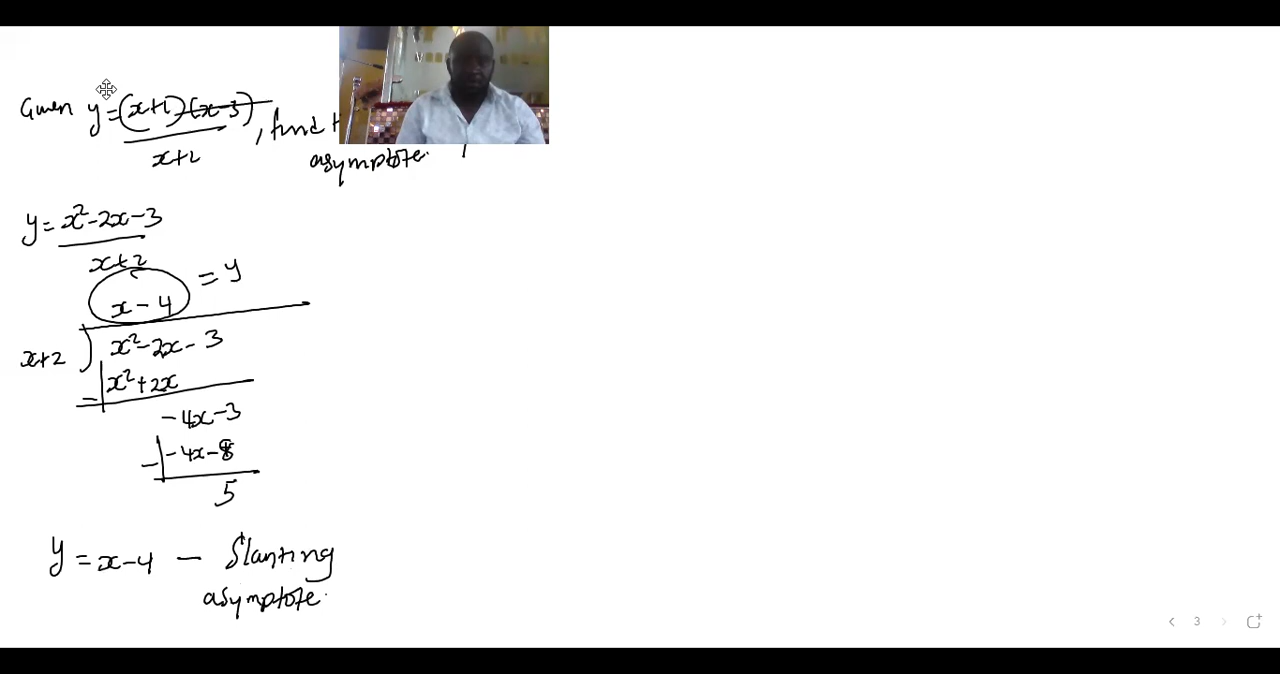 Given y = (x+1)(x-3) / x+2 , find
asymptote.
y = x² - 2x - 3 / x+2
x - 4 = y
x+2 ) x² - 2x - 3
- x² + 2x
- 4x - 3
- - 4x - 8
5
y = x - 4 — Slanting
asymptote.
3